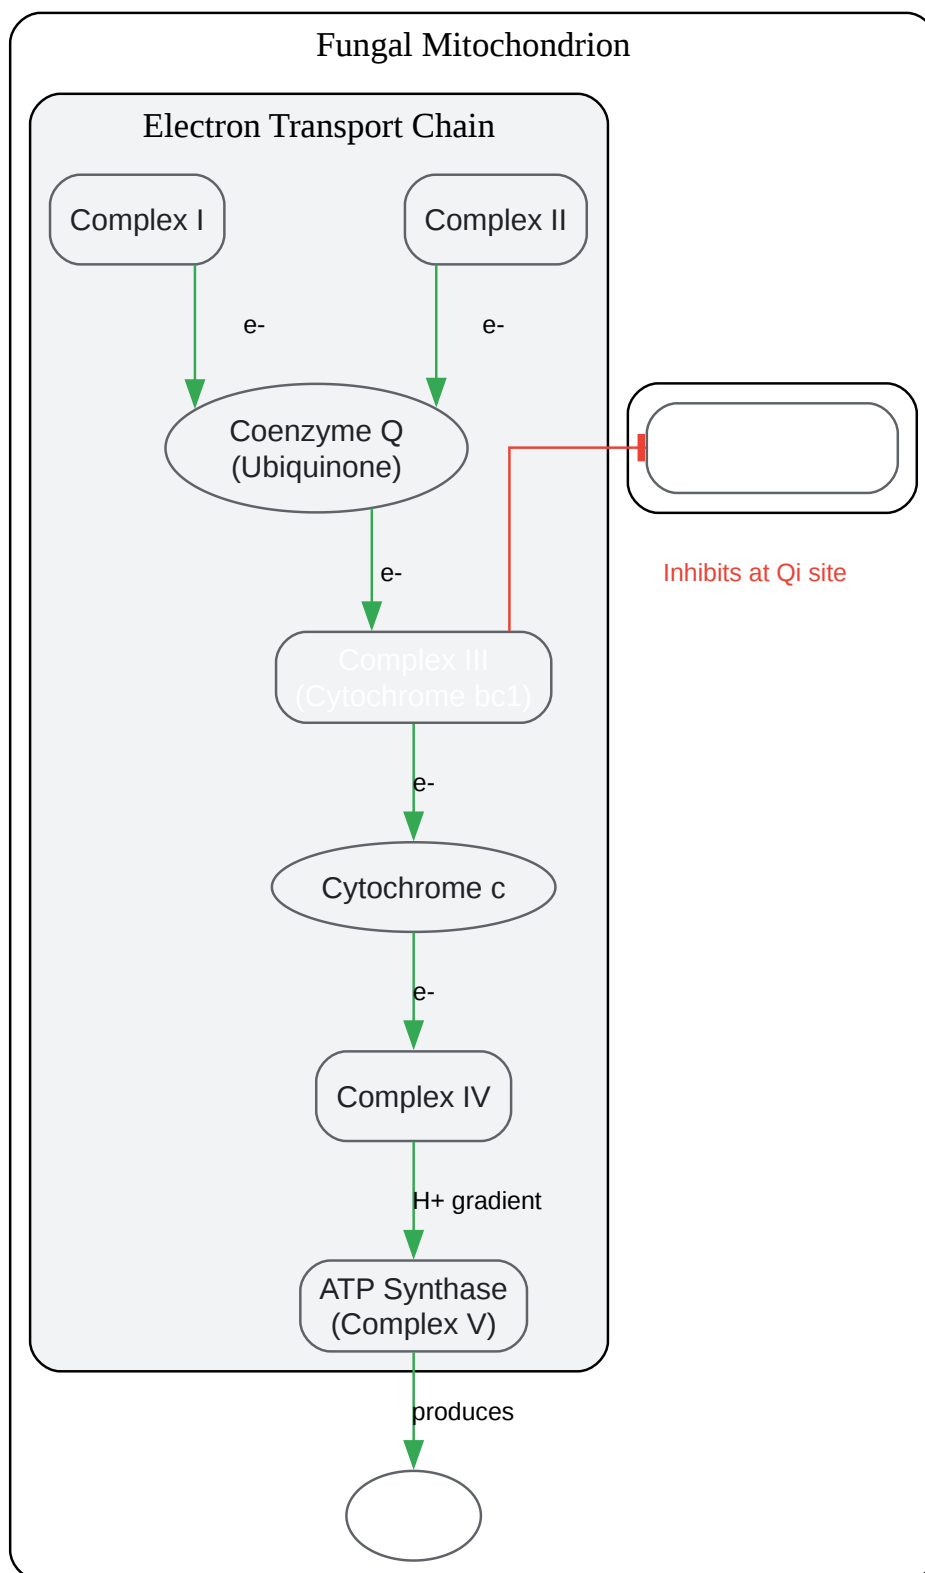 Fungal Mitochondrion
Electron Transport Chain
Complex I
Complex II
e-
e-
Coenzyme Q
(Ubiquinone)
e-
Inhibits at Qi site
Complex III
(Cytochrome bc1)
e-
Cytochrome c
e-
Complex IV
H+ gradient
ATP Synthase
(Complex V)
produces